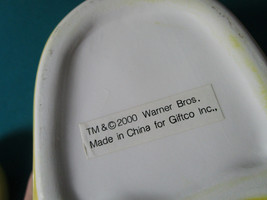 TM & ©2000 Warner Bros.
Made in China for Giftco Inc.,